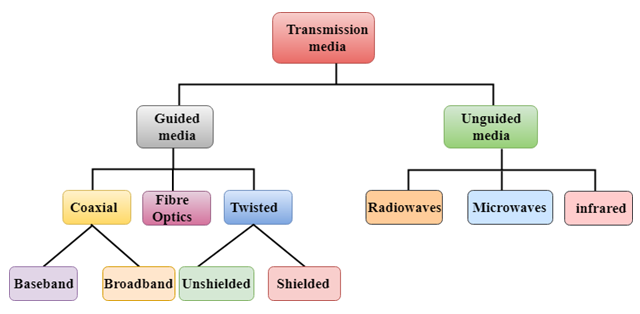 Transmission
media
Guided
media
Unguided
media
Coaxial
Fibre
Optics
Twisted
Radiowaves
Microwaves
infrared
Baseband
Broadband
Unshielded
Shielded